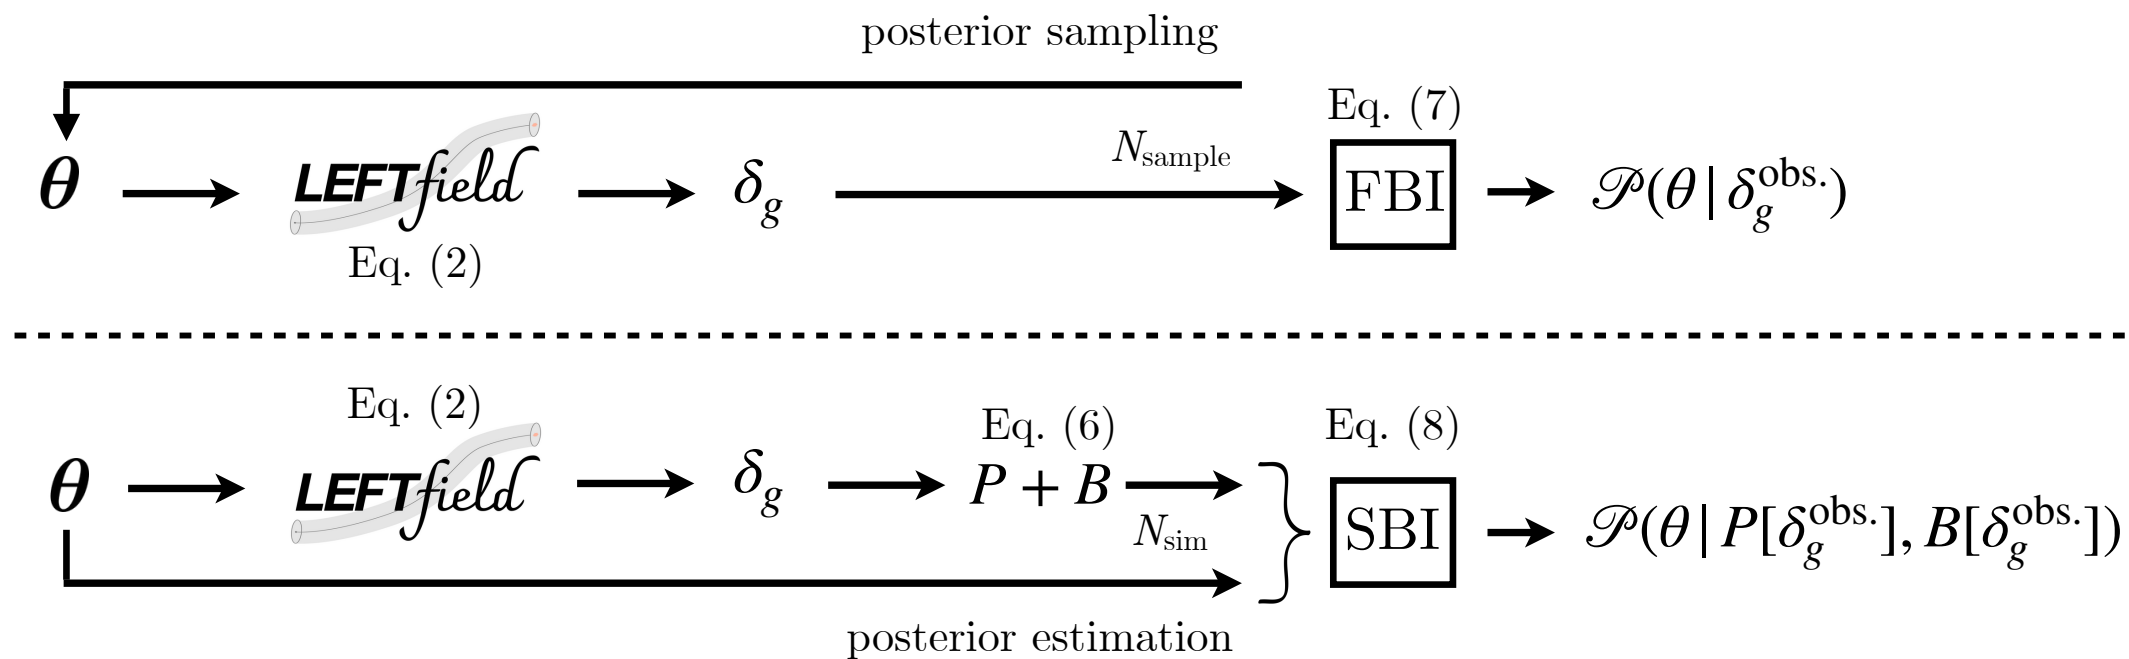 posterior sampling
Eq. (7)
N_sample
θ LEFTfield δ_g FBI 𝒫(θ | δ_g^obs.)
Eq. (2)
Eq. (2)
Eq. (6) Eq. (8)
θ LEFTfield δ_g P + B
N_sim
SBI 𝒫(θ | P[δ_g^obs.], B[δ_g^obs.])
posterior estimation